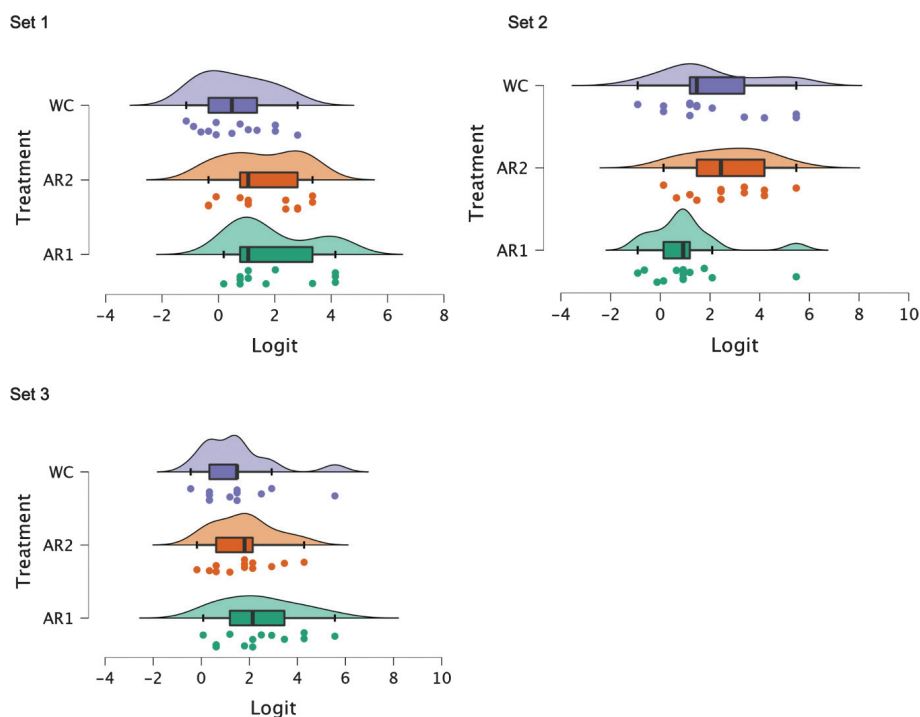 Set 1
Treatment
WC
AR2
AR1
−4 −2 0 2 4 6 8
Logit
Set 2
Treatment
WC
AR2
AR1
−4 −2 0 2 4 6 8 10
Logit
Set 3
Treatment
WC
AR2
AR1
−4 −2 0 2 4 6 8 10
Logit